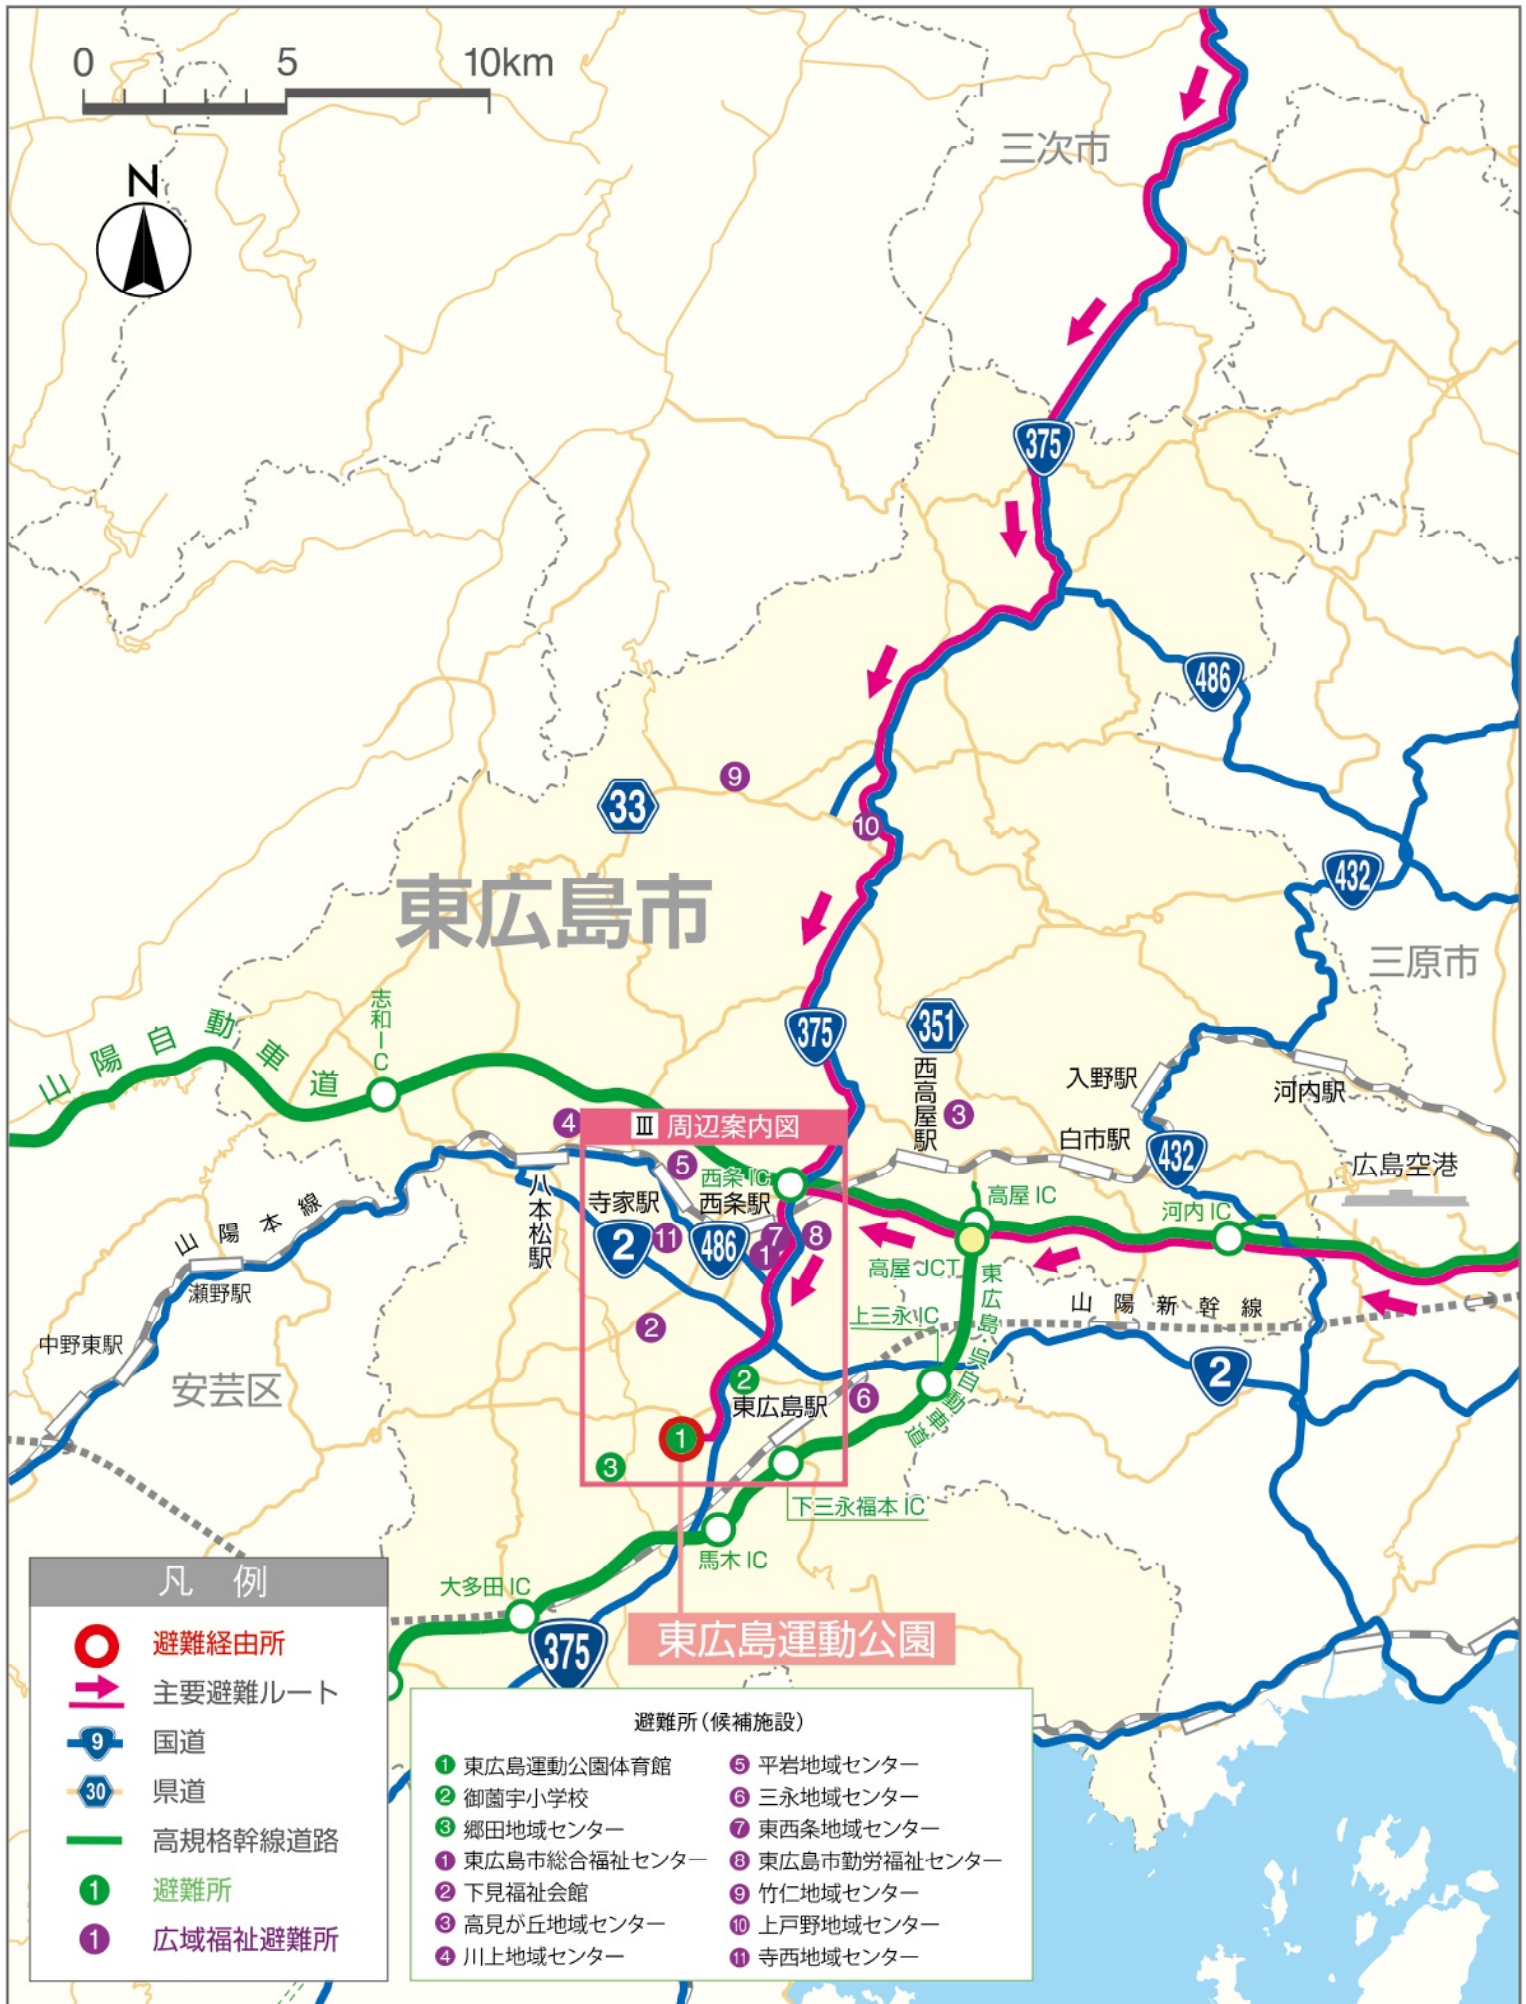 0 5 10km
N
三次市
375
486
9
33
10
432
東広島市
三原市
志和IC
山陽自動車道
375
351
西高屋駅
入野駅
河内駅
3
4
Ⅲ 周辺案内図
白市駅
432
広島空港
5
西条IC
八本松駅
寺家駅
西条駅
高屋IC
河内IC
山陽本線
2
11
486
7
8
1
瀬野駅
高屋JCT
東広島・呉自動車道
山陽新幹線
上三永IC
2
中野東駅
安芸区
2
2
6
東広島駅
1
3
下三永福本IC
馬木IC
大多田IC
375
東広島運動公園
凡例
避難経由所
主要避難ルート
9 国道
30 県道
高規格幹線道路
1 避難所
1 広域福祉避難所
避難所(候補施設)
1 東広島運動公園体育館
2 御薗宇小学校
3 郷田地域センター
1 東広島市総合福祉センター
2 下見福祉会館
3 高見が丘地域センター
4 川上地域センター
5 平岩地域センター
6 三永地域センター
7 東西条地域センター
8 東広島市勤労福祉センター
9 竹仁地域センター
10 上戸野地域センター
11 寺西地域センター